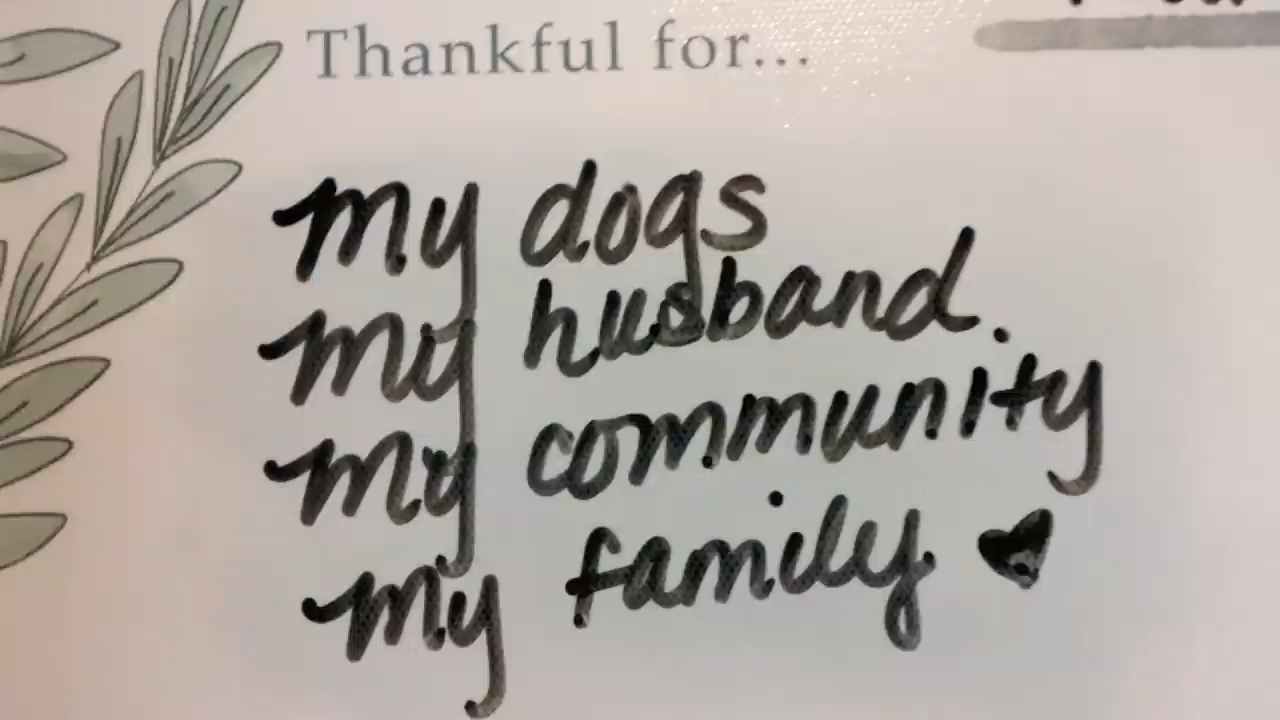 Thankful for...
my dogs
my husband.
my community
my family ♥